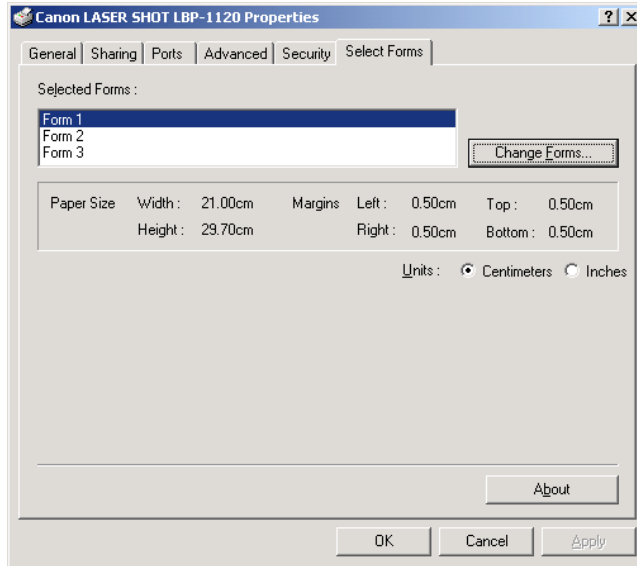 Canon LASER SHOT LBP-1120 Properties
General Sharing Ports Advanced Security Select Forms
Selected Forms :
Form 1
Form 2
Form 3
Change Forms...
Paper Size Width : 21.00cm Margins Left : 0.50cm Top : 0.50cm
Height : 29.70cm Right : 0.50cm Bottom : 0.50cm
Units : Centimeters Inches
About
OK Cancel Apply